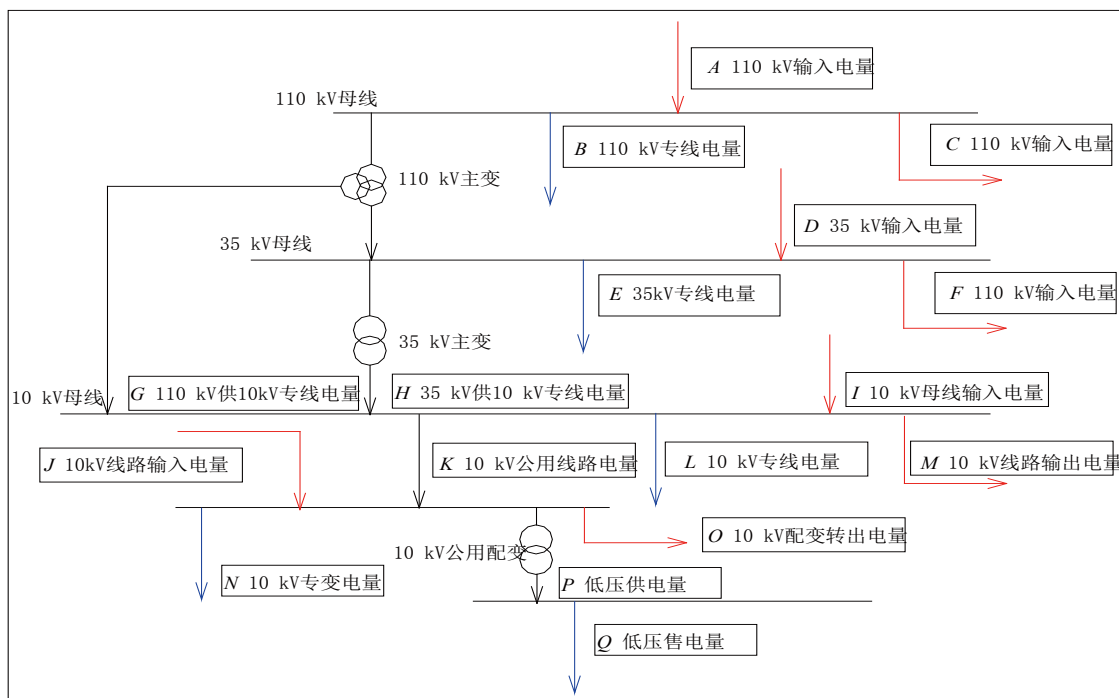 A 110 kV输入电量
110 kV母线
B 110 kV专线电量
C 110 kV输入电量
110 kV主变
D 35 kV输入电量
35 kV母线
E 35kV专线电量
F 110 kV输入电量
35 kV主变
G 110 kV供10kV专线电量
H 35 kV供10 kV专线电量
I 10 kV母线输入电量
10 kV母线
J 10kV线路输入电量
K 10 kV公用线路电量
L 10 kV专线电量
M 10 kV线路输出电量
O 10 kV配变转出电量
10 kV公用配变
N 10 kV专变电量
P 低压供电量
Q 低压售电量